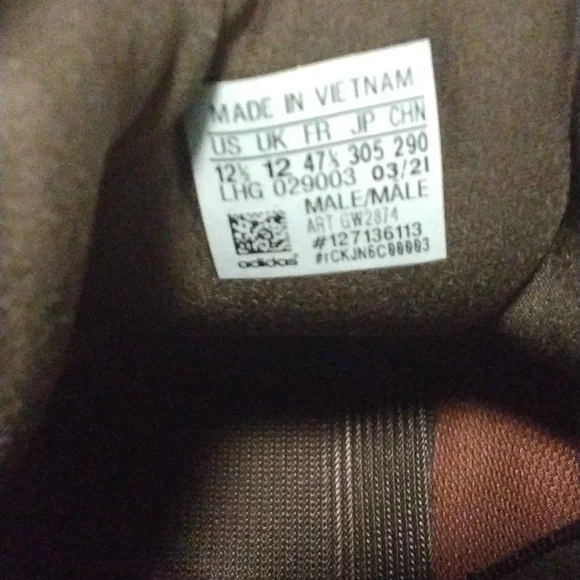 MADE IN VIETNAM
US UK FR JP CHN
12½ 12 47⅓ 305 290
LHG 029003 03/21
MALE/MALE
ART GW2874
#127136113
#rCKJN6C00003
adidas